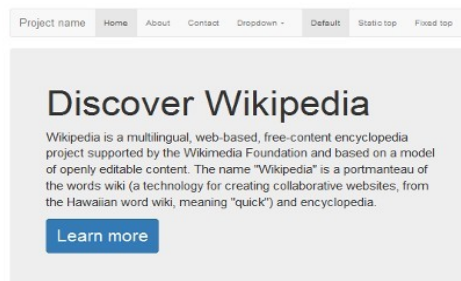 Project name Home About Contact Dropdown Default Static top Fixed top
Discover Wikipedia
Wikipedia is a multilingual, web-based, free-content encyclopedia
project supported by the Wikimedia Foundation and based on a model
of openly editable content. The name "Wikipedia" is a portmanteau of
the words wiki (a technology for creating collaborative websites, from
the Hawaiian word wiki, meaning "quick") and encyclopedia.
Learn more